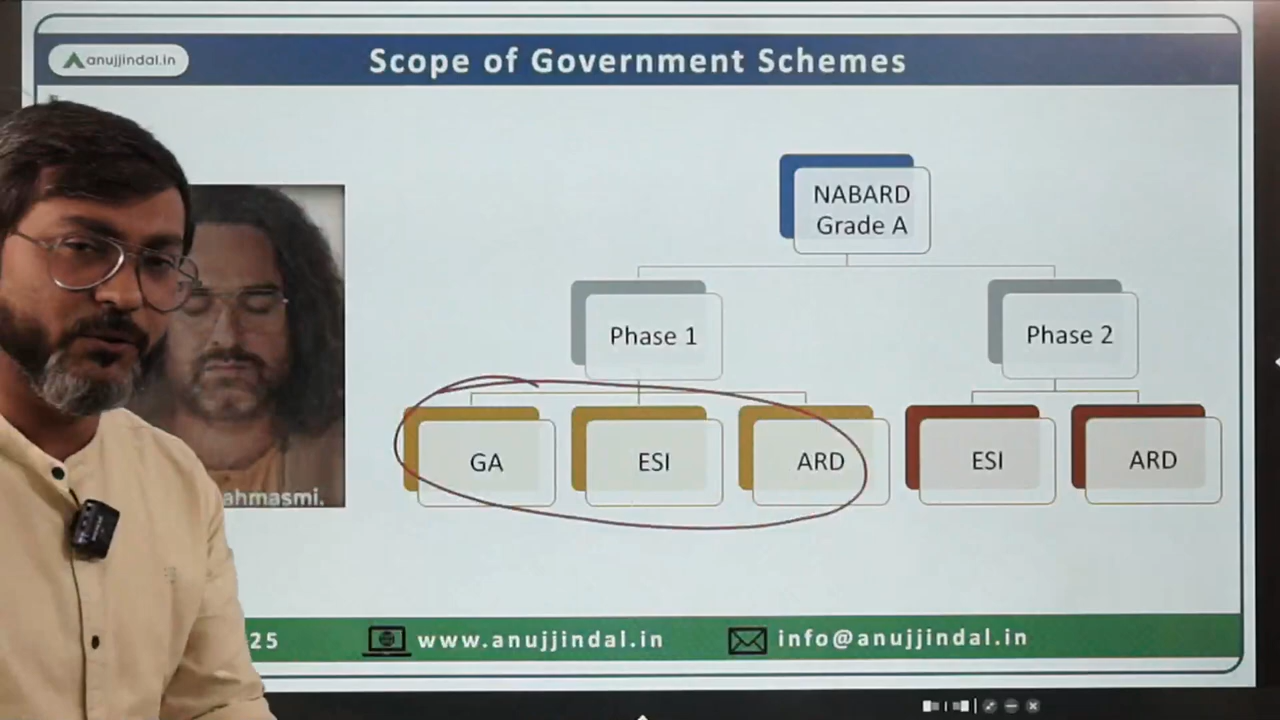 anujjindal.in
Scope of Government Schemes
NABARD
Grade A
Phase 1
Phase 2
GA
ESI
ARD
ESI
ARD
ahmasmi.
25
www.anujjindal.in
info@anujjindal.in